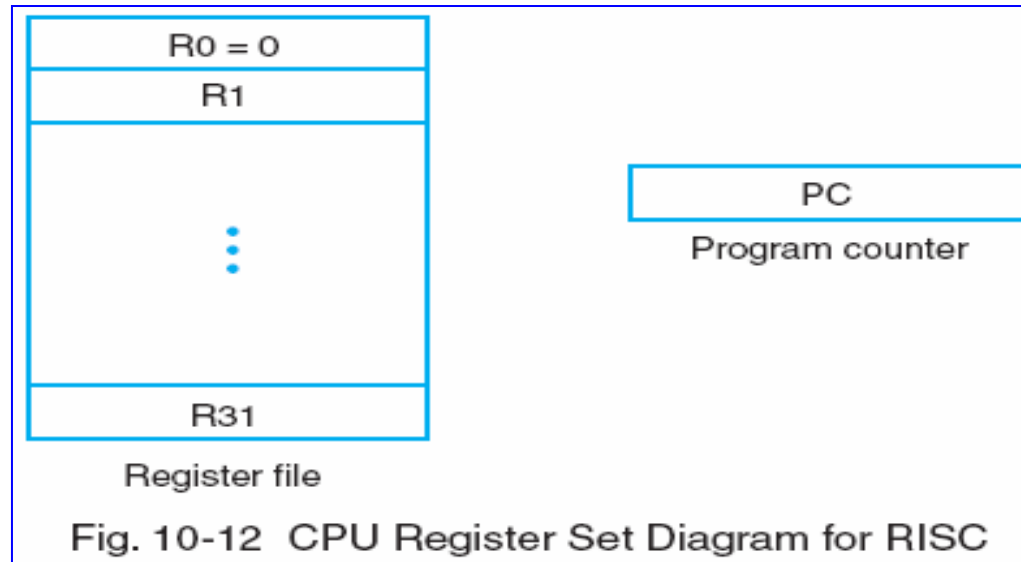 R0 = 0
R1
R31
Register file
PC
Program counter
Fig. 10-12 CPU Register Set Diagram for RISC